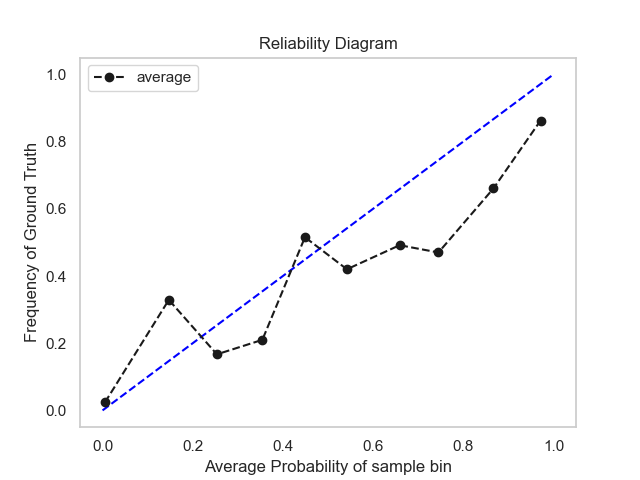 Reliability Diagram
average
1.0
0.8
0.6
0.4
0.2
0.0
Frequency of Ground Truth
0.0 0.2 0.4 0.6 0.8 1.0
Average Probability of sample bin